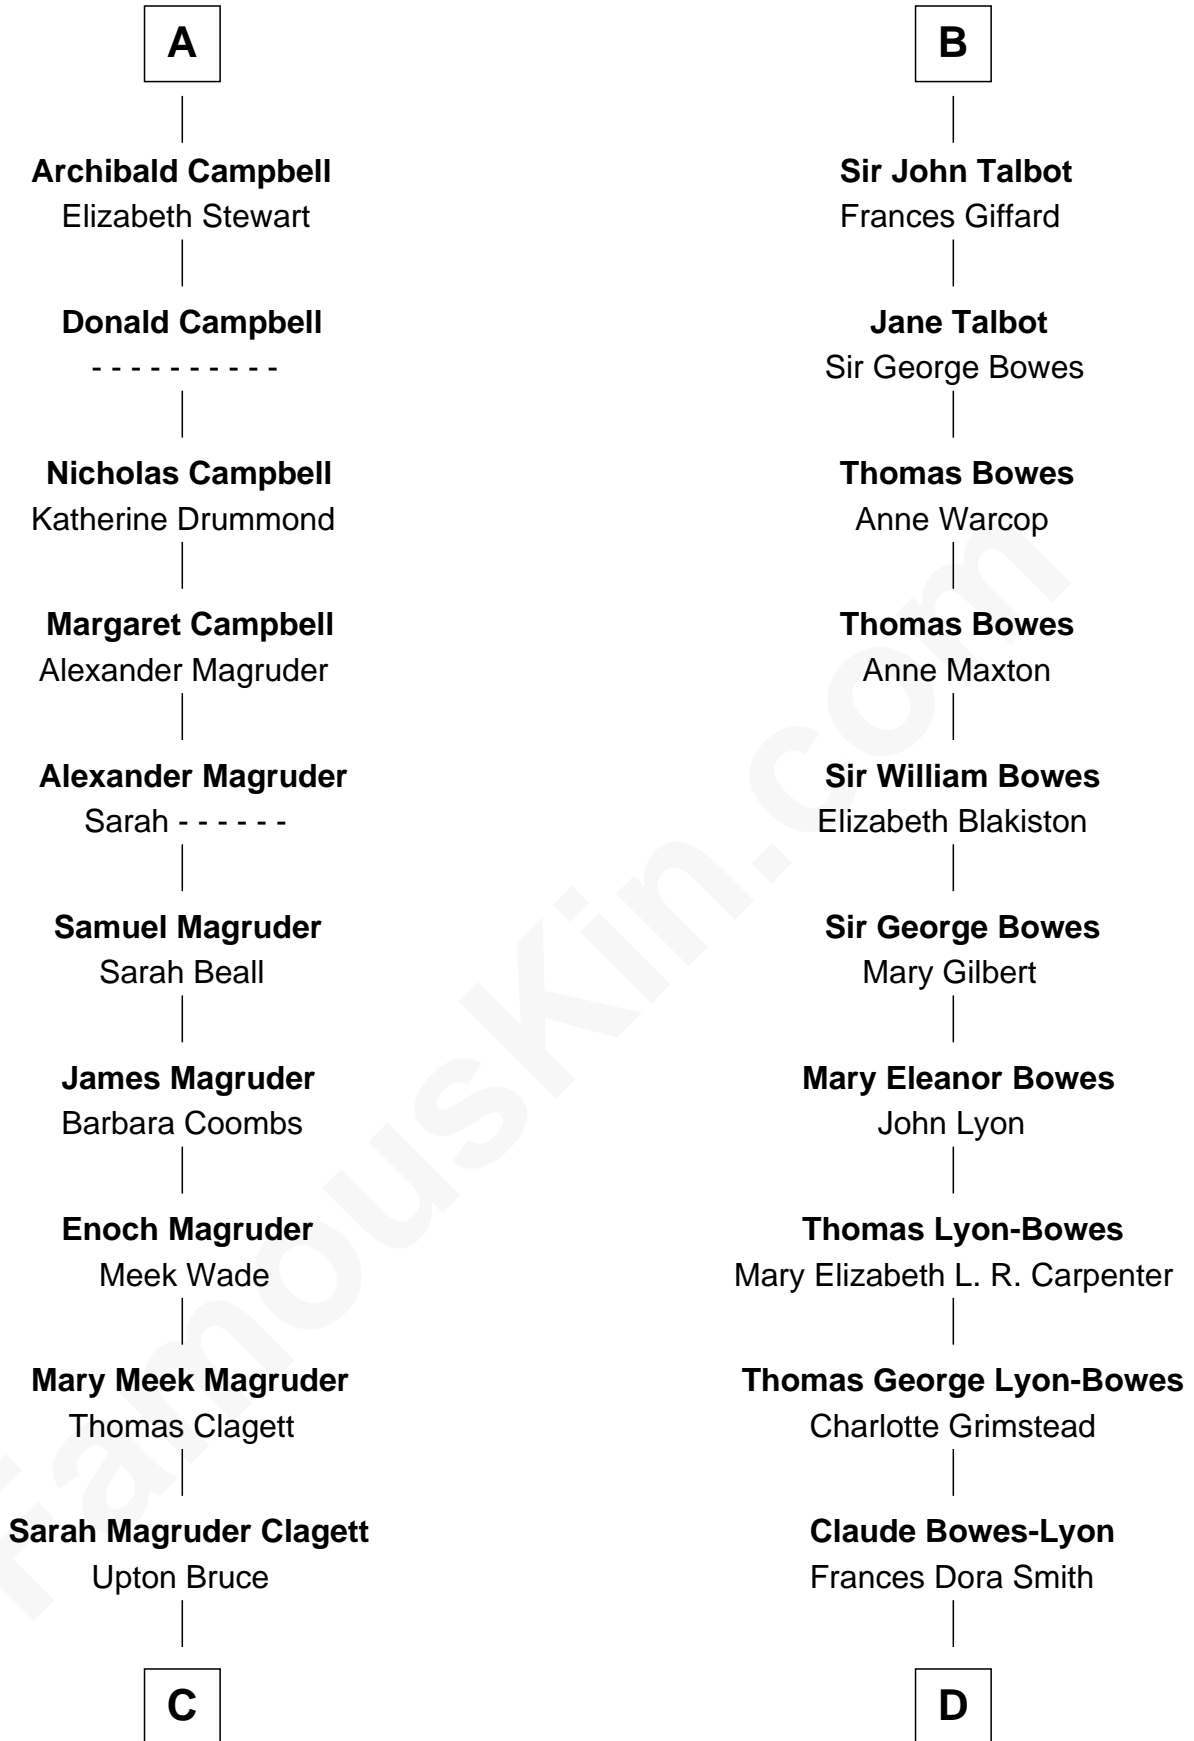 A
Archibald Campbell
Elizabeth Stewart
Donald Campbell
- - - - - - - - - -
Nicholas Campbell
Katherine Drummond
Margaret Campbell
Alexander Magruder
Alexander Magruder
Sarah - - - - - -
Samuel Magruder
Sarah Beall
James Magruder
Barbara Coombs
Enoch Magruder
Meek Wade
Mary Meek Magruder
Thomas Clagett
Sarah Magruder Clagett
Upton Bruce
C
B
Sir John Talbot
Frances Giffard
Jane Talbot
Sir George Bowes
Thomas Bowes
Anne Warcop
Thomas Bowes
Anne Maxton
Sir William Bowes
Elizabeth Blakiston
Sir George Bowes
Mary Gilbert
Mary Eleanor Bowes
John Lyon
Thomas Lyon-Bowes
Mary Elizabeth L. R. Carpenter
Thomas George Lyon-Bowes
Charlotte Grimstead
Claude Bowes-Lyon
Frances Dora Smith
D
FamousKin.com